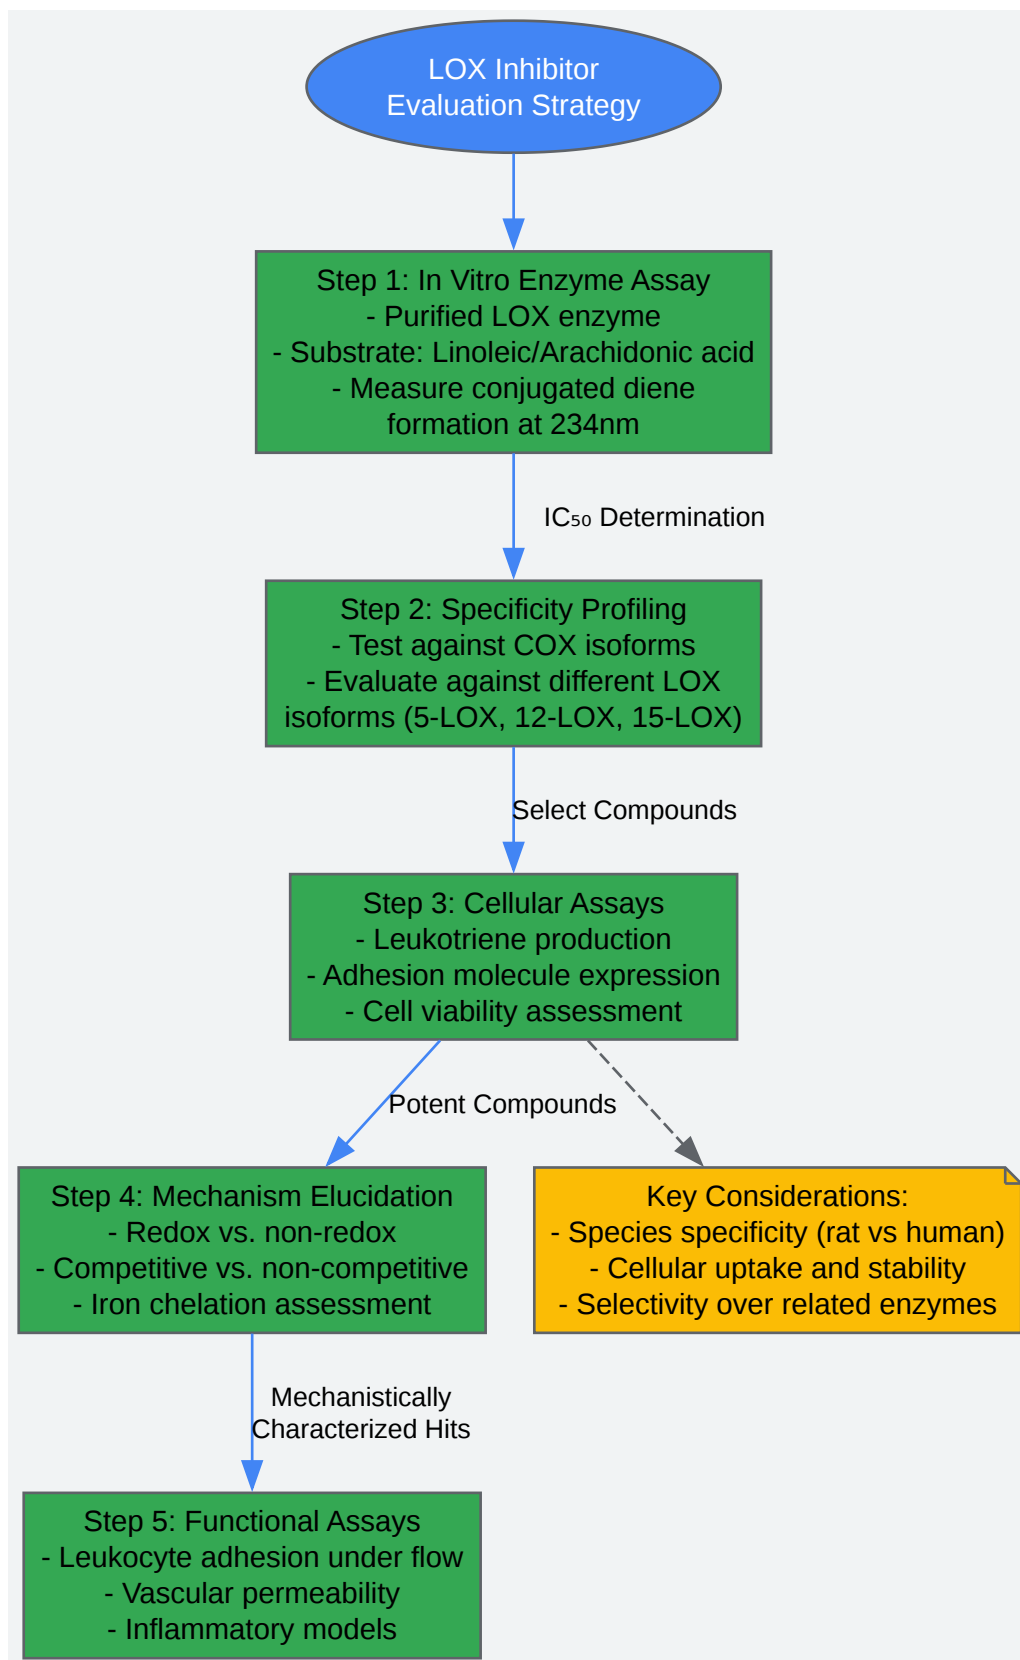 LOX Inhibitor
Evaluation Strategy
Step 1: In Vitro Enzyme Assay
- Purified LOX enzyme
- Substrate: Linoleic/Arachidonic acid
- Measure conjugated diene
formation at 234nm
IC₅₀ Determination
Step 2: Specificity Profiling
- Test against COX isoforms
- Evaluate against different LOX
isoforms (5-LOX, 12-LOX, 15-LOX)
Select Compounds
Step 3: Cellular Assays
- Leukotriene production
- Adhesion molecule expression
- Cell viability assessment
Potent Compounds
Step 4: Mechanism Elucidation
- Redox vs. non-redox
- Competitive vs. non-competitive
- Iron chelation assessment
Key Considerations:
- Species specificity (rat vs human)
- Cellular uptake and stability
- Selectivity over related enzymes
Mechanistically
Characterized Hits
Step 5: Functional Assays
- Leukocyte adhesion under flow
- Vascular permeability
- Inflammatory models